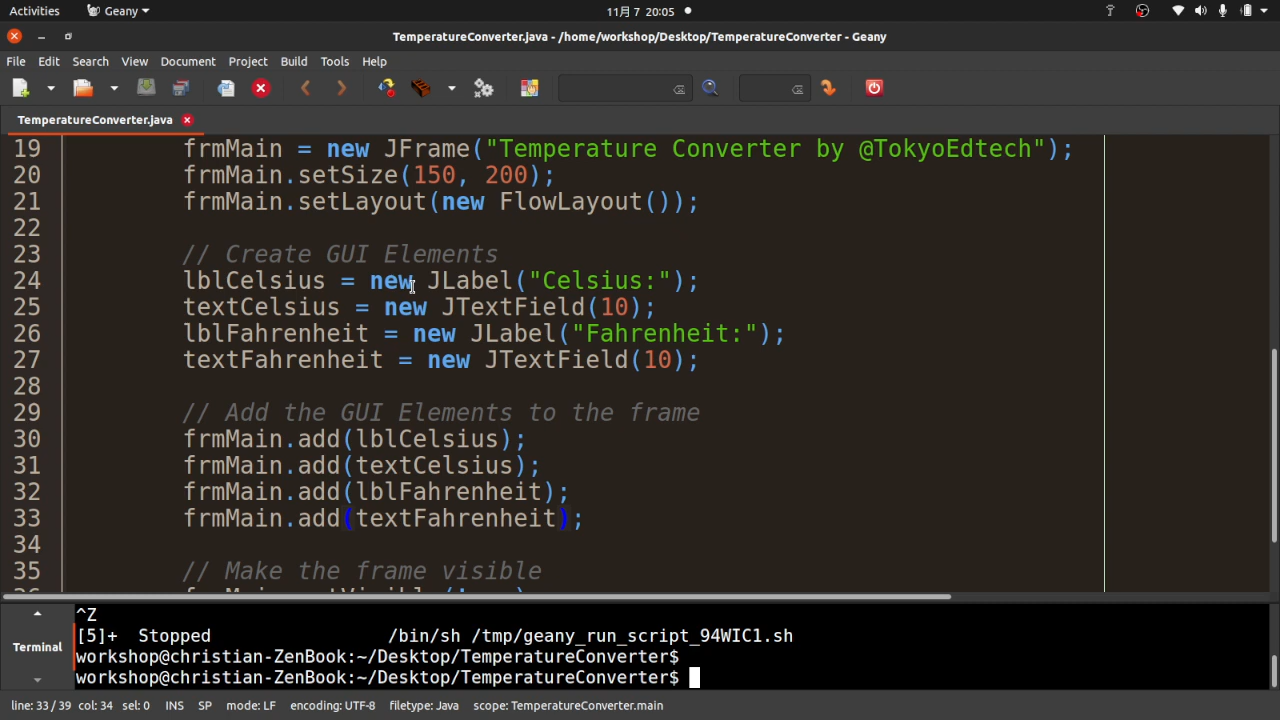 Activities Geany 11月 7 20:05
TemperatureConverter.java - /home/workshop/Desktop/TemperatureConverter - Geany
File Edit Search View Document Project Build Tools Help
TemperatureConverter.java
19 frmMain = new JFrame("Temperature Converter by @TokyoEdtech");
20 frmMain.setSize(150, 200);
21 frmMain.setLayout(new FlowLayout());
22
23 // Create GUI Elements
24 lblCelsius = new JLabel("Celsius:");
25 textCelsius = new JTextField(10);
26 lblFahrenheit = new JLabel("Fahrenheit:");
27 textFahrenheit = new JTextField(10);
28
29 // Add the GUI Elements to the frame
30 frmMain.add(lblCelsius);
31 frmMain.add(textCelsius);
32 frmMain.add(lblFahrenheit);
33 frmMain.add(textFahrenheit);
34
35 // Make the frame visible
^Z
[5]+ Stopped /bin/sh /tmp/geany_run_script_94WIC1.sh
Terminal
workshop@christian-ZenBook:~/Desktop/TemperatureConverter$
workshop@christian-ZenBook:~/Desktop/TemperatureConverter$
line: 33 / 39 col: 34 sel: 0 INS SP mode: LF encoding: UTF-8 filetype: Java scope: TemperatureConverter.main